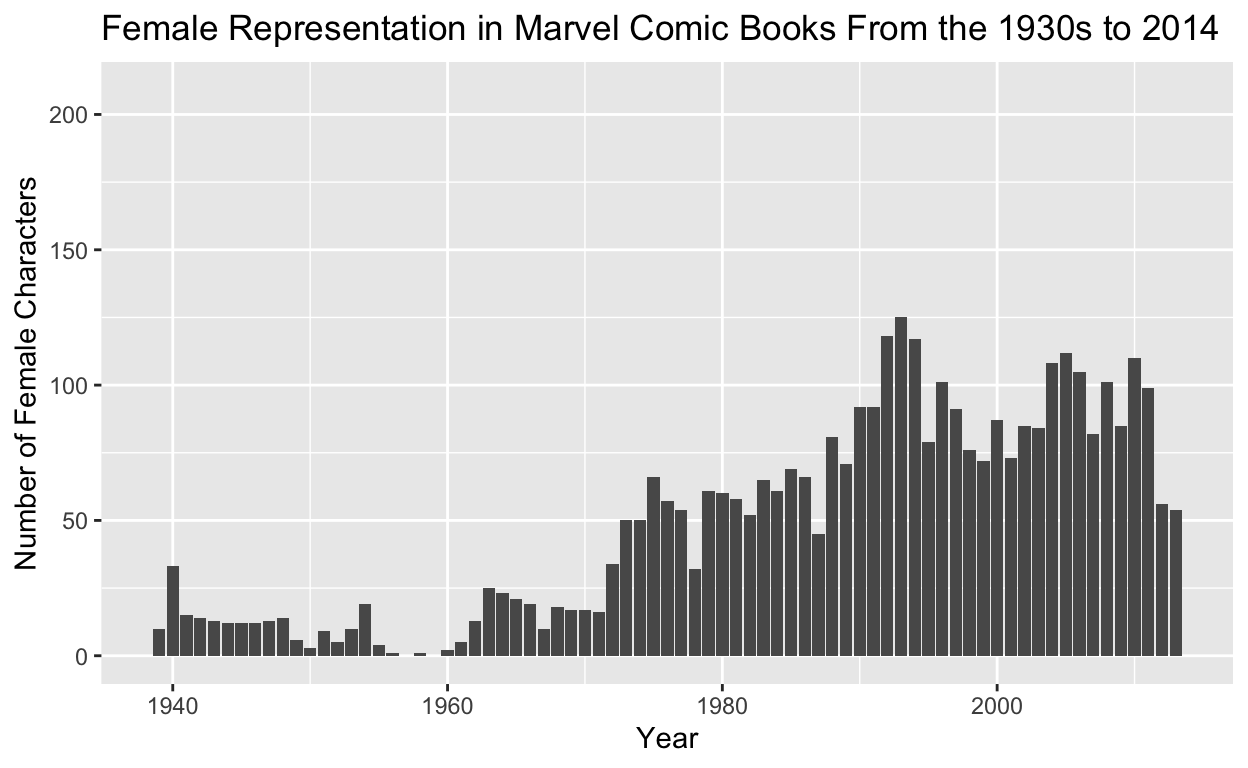 Female Representation in Marvel Comic Books From the 1930s to 2014
200
150
100
50
0
Number of Female Characters
1940 1960 1980 2000
Year